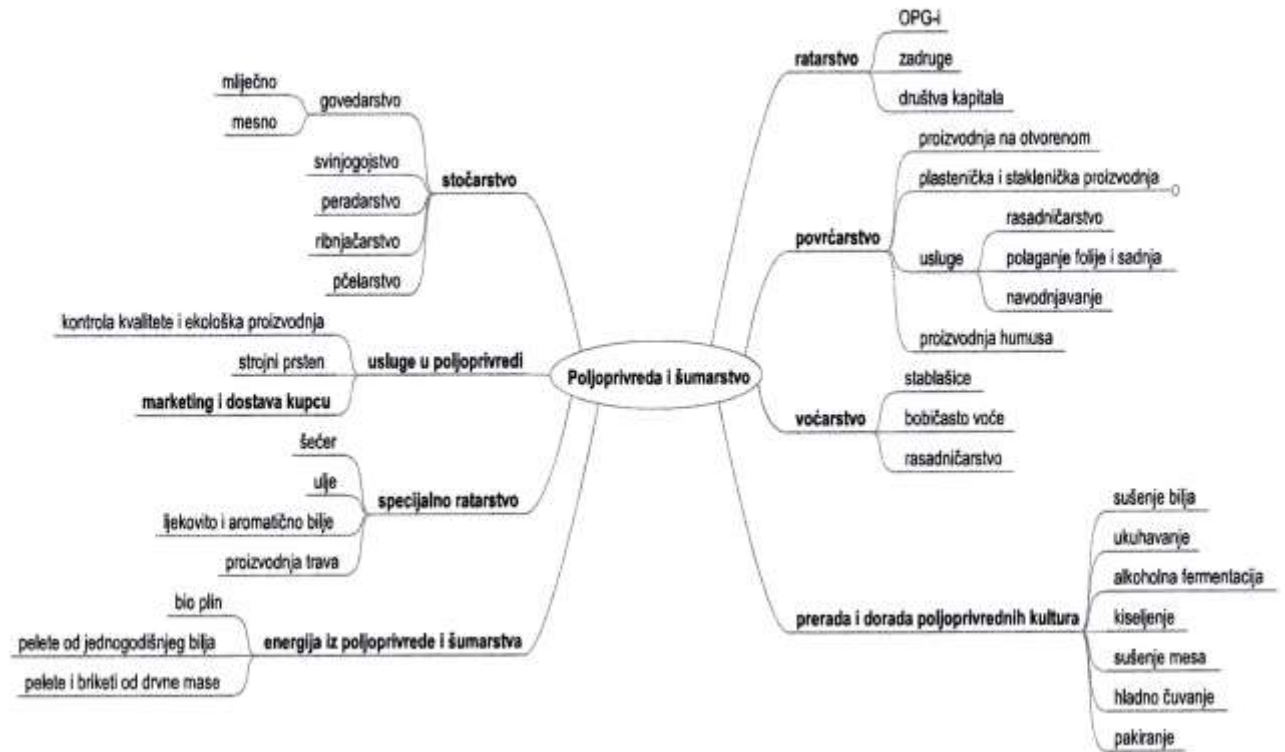 Poljoprivreda i šumarstvo
ratarstvo
OPG-i
zadruge
društva kapitala
povrćarstvo
proizvodnja na otvorenom
plastenička i staklenička proizvodnja
usluge
rasadničarstvo
polaganje folije i sadnja
navodnjavanje
proizvodnja humusa
voćarstvo
stablašice
bobičasto voće
rasadničarstvo
prerada i dorada poljoprivrednih kultura
sušenje bilja
ukuhavanje
alkoholna fermentacija
kiseljenje
sušenje mesa
hladno čuvanje
pakiranje
stočarstvo
govedarstvo
mliječno
mesno
svinjogojstvo
peradarstvo
ribnjačarstvo
pčelarstvo
usluge u poljoprivredi
kontrola kvalitete i ekološka proizvodnja
strojni prsten
marketing i dostava kupcu
specijalno ratarstvo
šećer
ulje
ljekovito i aromatično bilje
proizvodnja trava
energija iz poljoprivrede i šumarstva
bio plin
pelete od jednogodišnjeg bilja
pelete i briketi od drvne mase